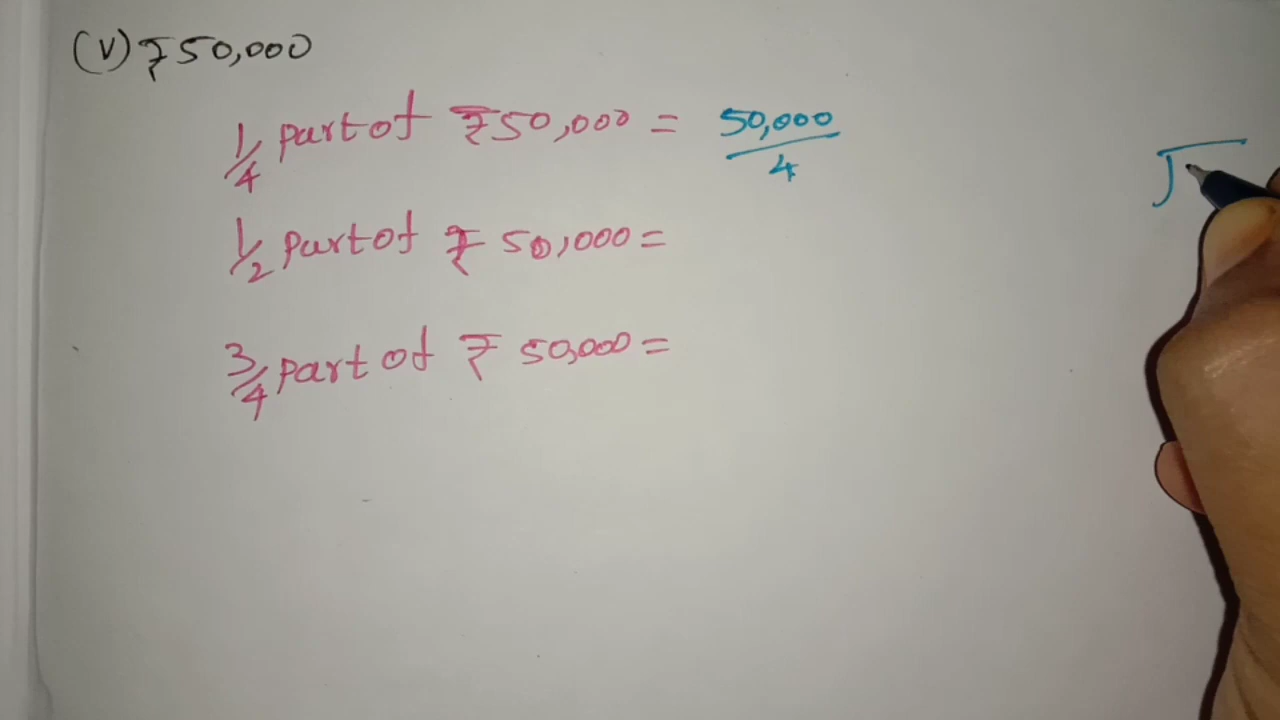 (V) ₹50,000
1/4 part of ₹50,000 = 50,000/4
1/2 part of ₹ 50,000 =
3/4 part of ₹ 50,000 =